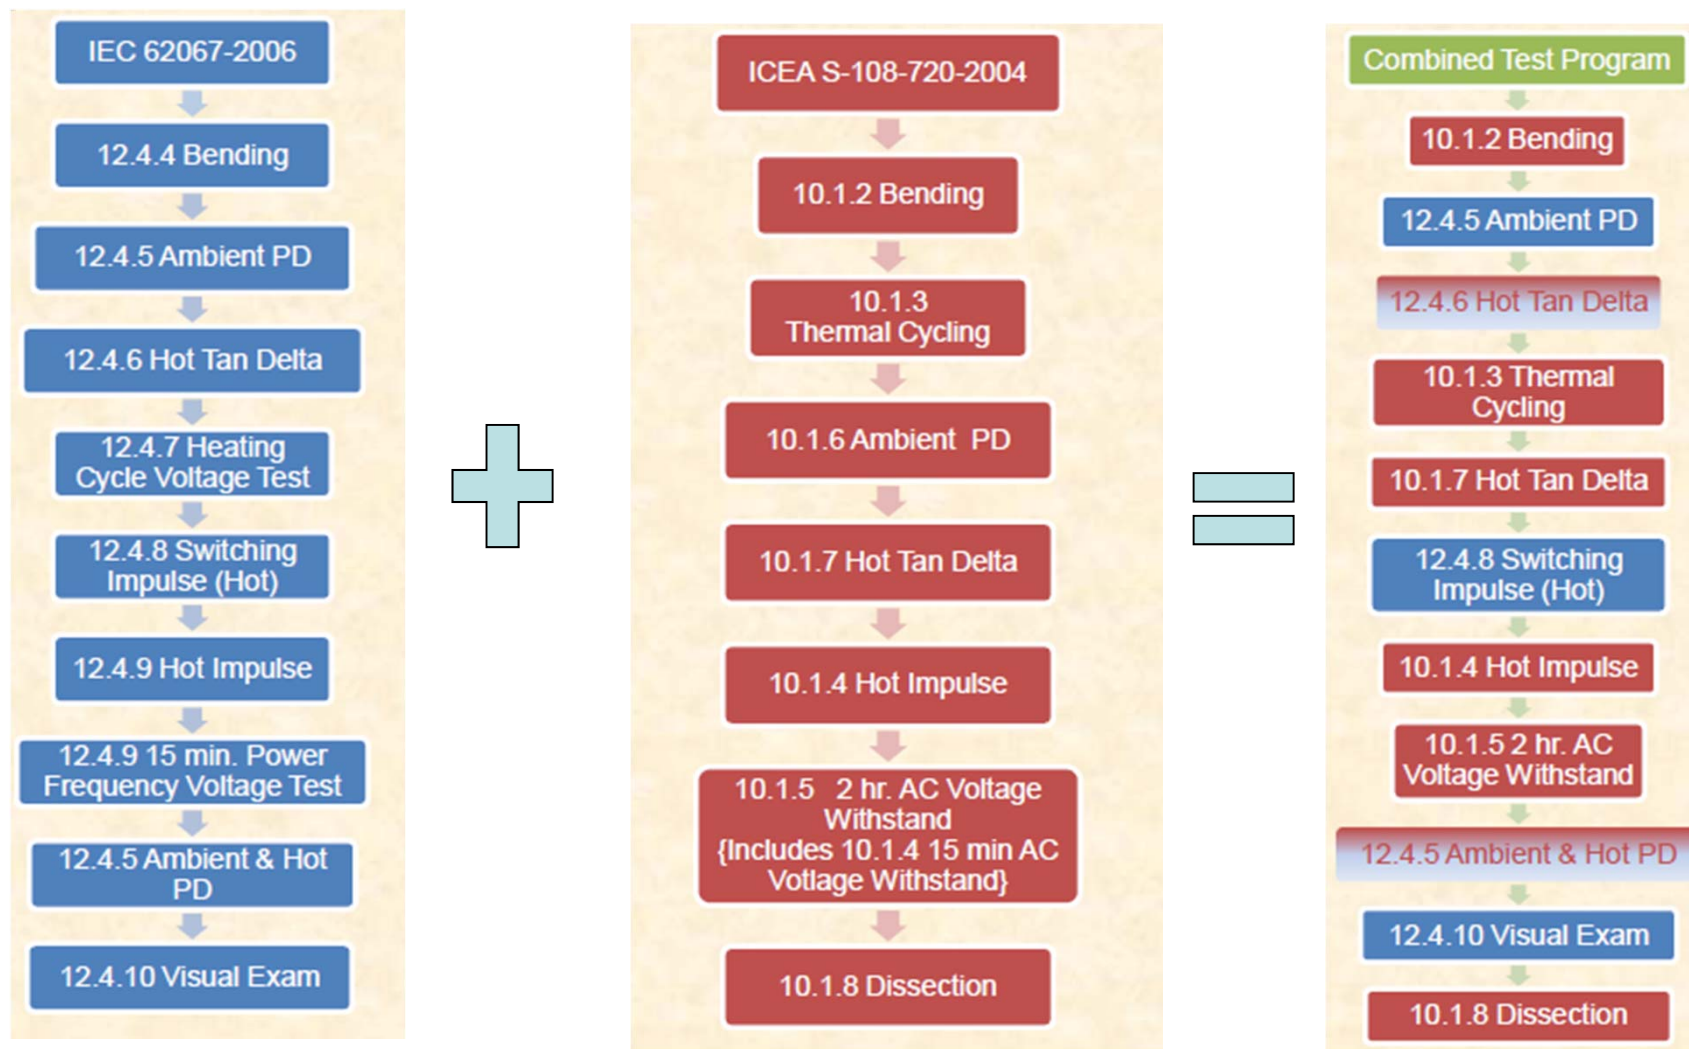 IEC 62067-2006
12.4.4 Bending
12.4.5 Ambient PD
12.4.6 Hot Tan Delta
12.4.7 Heating
Cycle Voltage Test
12.4.8 Switching
Impulse (Hot)
12.4.9 Hot Impulse
12.4.9 15 min. Power
Frequency Voltage Test
12.4.5 Ambient & Hot
PD
12.4.10 Visual Exam
ICEA S-108-720-2004
10.1.2 Bending
10.1.3
Thermal Cycling
10.1.6 Ambient PD
10.1.7 Hot Tan Delta
10.1.4 Hot Impulse
10.1.5 2 hr. AC Voltage
Withstand
{Includes 10.1.4 15 min AC
Votlage Withstand}
10.1.8 Dissection
Combined Test Program
10.1.2 Bending
12.4.5 Ambient PD
12.4.6 Hot Tan Delta
10.1.3 Thermal
Cycling
10.1.7 Hot Tan Delta
12.4.8 Switching
Impulse (Hot)
10.1.4 Hot Impulse
10.1.5 2 hr. AC
Voltage Withstand
12.4.5 Ambient & Hot PD
12.4.10 Visual Exam
10.1.8 Dissection